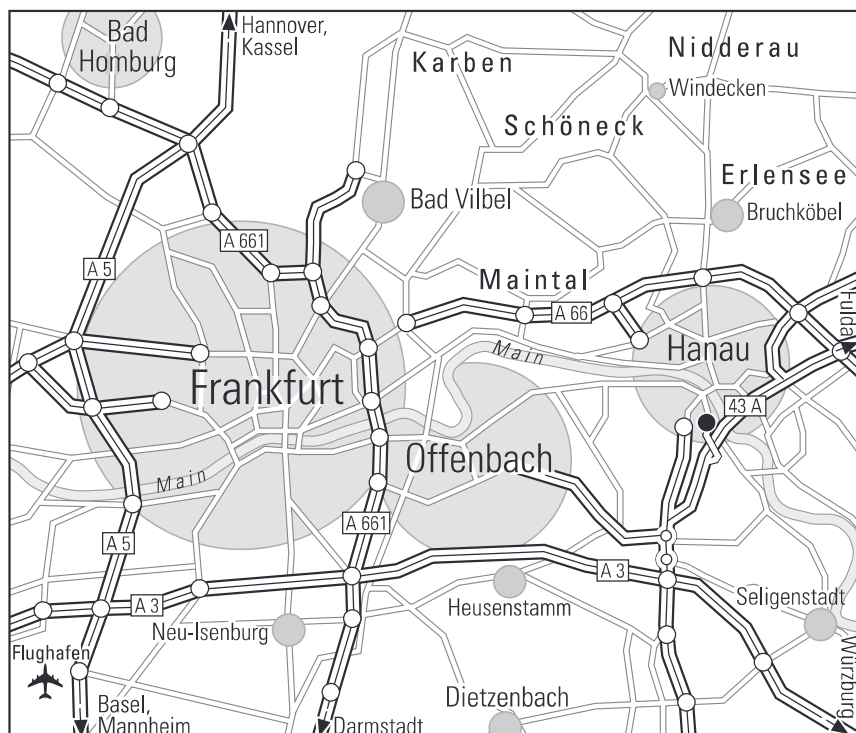 Hannover,
Kassel
Bad
Homburg
Karben
Nidderau
Windecken
Schöneck
Erlensee
Bad Vilbel
Bruchköbel
A 661
A 5
Maintal
A 66
Fulda
Main
Hanau
Frankfurt
43 A
Offenbach
Main
A 661
A 5
A 3
A 3
Heusenstamm
Seligenstadt
Neu-Isenburg
Flughafen
Würzburg
Basel,
Mannheim
Darmstadt
Dietzenbach